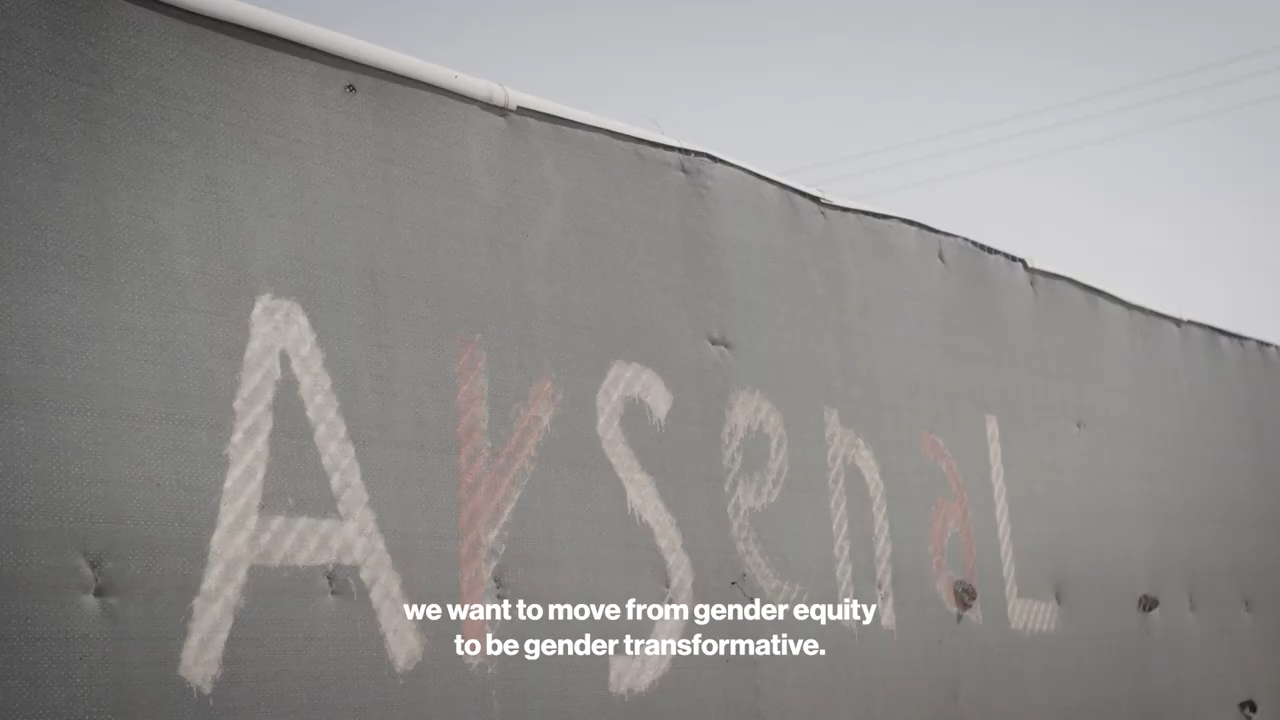 Arsenal
we want to move from gender equity
to be gender transformative.